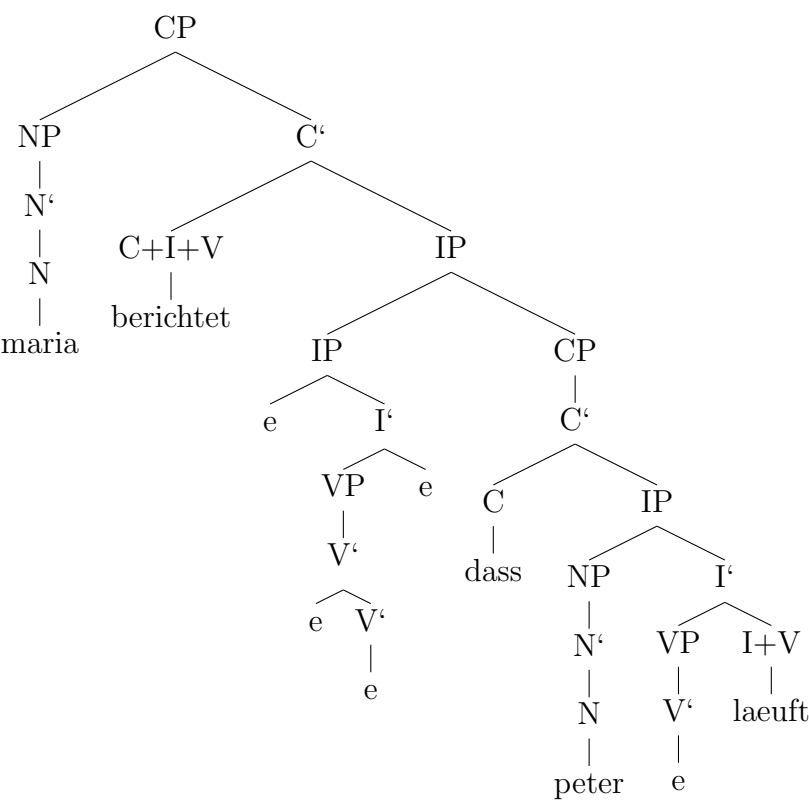 CP
NP C‘
N‘
C+I+V IP
N
berichtet
maria IP CP
e I‘ C‘
VP e C IP
V‘
dass NP I‘
e V‘ N‘ VP I+V
e
N V‘ laeuft
peter e